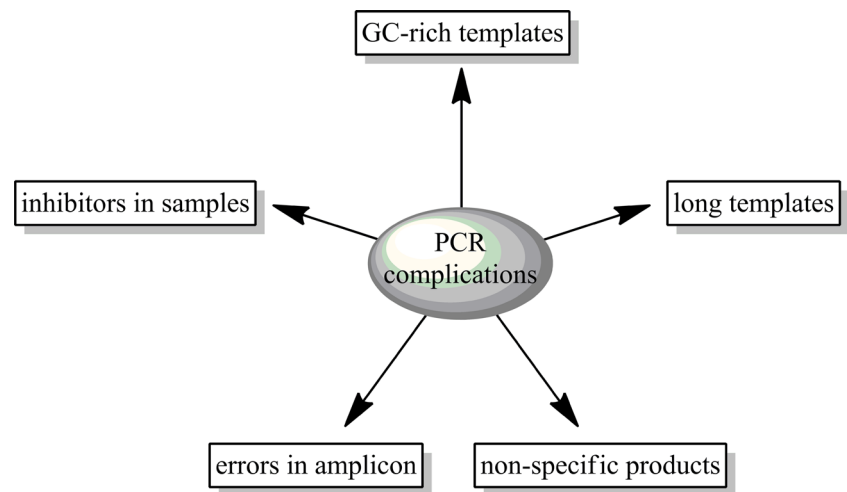 GC-rich templates
inhibitors in samples
long templates
PCR
complications
errors in amplicon
non-specific products